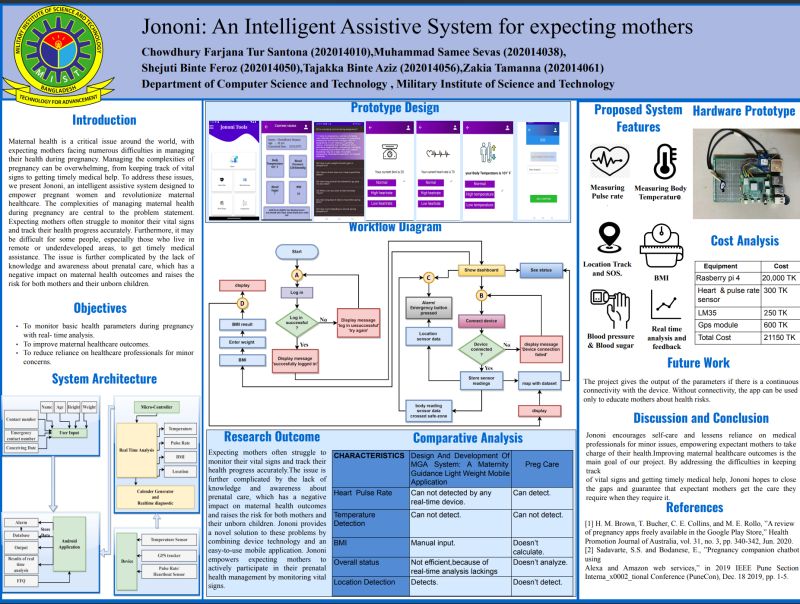 Jononi: An Intelligent Assistive System for expecting mothers
Chowdhury Farjana Tur Santona (202014010),Muhammad Samee Sevas (202014038),
Shejuti Binte Feroz (202014050),Tajakka Binte Aziz (202014056),Zakia Tamanna (202014061)
Department of Computer Science and Technology , Military Institute of Science and Technology
MILITARY INSTITUTE OF SCIENCE AND TECHNOLOGY
MIST
BANGLADESH
TECHNOLOGY FOR ADVANCEMENT
Introduction
Maternal health is a critical issue around the world, with
expecting mothers facing numerous difficulties in managing
their health during pregnancy. Managing the complexities of
pregnancy can be overwhelming, from keeping track of vital
signs to getting timely medical help. To address these issues,
we present Jononi, an intelligent assistive system designed to
empower pregnant women and revolutionize maternal
healthcare. The complexities of managing maternal health
during pregnancy are central to the problem statement.
Expecting mothers often struggle to monitor their vital signs
and track their health progress accurately. Furthermore, it may
be difficult for some people, especially those who live in
remote or underdeveloped areas, to get timely medical
assistance. The issue is further complicated by the lack of
knowledge and awareness about prenatal care, which has a
negative impact on maternal health outcomes and raises the
risk for both mothers and their unborn children.
Objectives
• To monitor basic health parameters during pregnancy
with real- time analysis.
• To improve maternal healthcare outcomes.
• To reduce reliance on healthcare professionals for minor
concerns.
System Architecture
Name
Age
Height
Weight
Contact number
Emergency
contact number
Conceiving Date
User Input
Micro-Controller
Real Time Analysis
Temperature
Pulse Rate
BMI
Location
Calender Generator
and
Realtime diagnostic
Alarm
Database
Output
Results of real
time
analysis
FTQ
Store
Data
Android
Application
Device
Temperature Sensor
GPS tracker
Pulse Rate/
Heartbeat Sensor
Prototype Design
Jononi Tools
Normal
High heartrate
Low heartrate
Normal
High heartrate
Low heartrate
your Body Temperature is
Normal
High temperature
Low temperature
Workflow Diagram
Start
A
Log in
Log in
successful
?
No
Display message
'log in unsuccessful'
'try again'
Yes
Display message
'succesfully logged in'
display
D
BMI result
Enter weight
BMI
C
Alarm/
Emergency button
pressed
Location
sensor data
Show dashboard
See status
B
Connect device
Device
connected
?
No
display message
'Device connection
failed'
Yes
Store sensor
readings
map with dataset
body reading
sensor data
crossed safe-zone
display
Research Outcome
Expecting mothers often struggle to
monitor their vital signs and track their
health progress accurately.The issue is
further complicated by the lack of
knowledge and awareness about
prenatal care, which has a negative
impact on maternal health outcomes
and raises the risk for both mothers and
their unborn children. Jononi provides a
novel solution to these problems by
combining device technology and an
easy-to-use mobile application. Jononi
empowers expecting mothers to
actively participate in their prenatal
health management by monitoring vital
signs.
Comparative Analysis
CHARACTERISTICS
Design And Development Of
MGA System: A Maternity
Guidance Light Weight Mobile
Application
Preg Care
Heart Pulse Rate
Can not detected by any
real-time device.
Can detect.
Temperature
Detection
Can not detect.
Can not detect.
BMI
Manual input.
Doesn't
calculate.
Overall status
Not efficient,because of
real-time analysis lackings
Doesn't analyze.
Location Detection
Detects.
Doesn't detect.
Proposed System
Features
Measuring
Pulse rate
Measuring Body
Temperature
Location Track
and SOS.
BMI
Blood pressure
& Blood sugar
Real time
analysis and
feedback
Hardware Prototype
Cost Analysis
Equipment
Cost
Rasberry pi 4
20,000 TK
Heart & pulse rate
sensor
300 TK
LM35
250 TK
Gps module
600 TK
Total Cost
21150 TK
Future Work
The project gives the output of the parameters if there is a continuous
connectivity with the device. Without connectivity, the app can be used
only to educate mothers about health risks.
Discussion and Conclusion
Jononi encourages self-care and lessens reliance on medical
professionals for minor issues, empowering expectant mothers to take
charge of their health.Improving maternal healthcare outcomes is the
main goal of our project. By addressing the difficulties in keeping
track
of vital signs and getting timely medical help, Jononi hopes to close
the gaps and guarantee that expectant mothers get the care they
require when they require it.
References
[1] H. M. Brown, T. Bucher, C. E. Collins, and M. E. Rollo, "A review
of pregnancy apps freely available in the Google Play Store," Health
Promotion Journal of Australia, vol. 31, no. 3, pp. 340-342, Jun. 2020.
[2] Sadavarte, S.S. and Bodanese, E., "Pregnancy companion chatbot
using
Alexa and Amazon web services," in 2019 IEEE Pune Section
Interna_x0002_tional Conference (PuneCon), Dec. 18 2019, pp. 1-5.